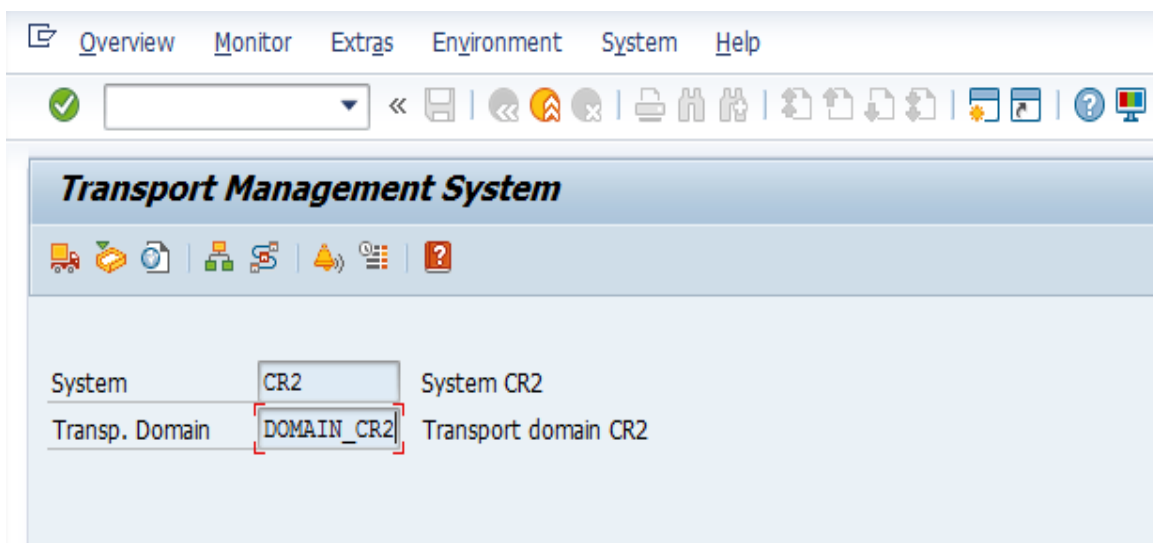 Overview Monitor Extras Environment System Help
Transport Management System
System CR2 System CR2
Transp. Domain DOMAIN_CR2 Transport domain CR2